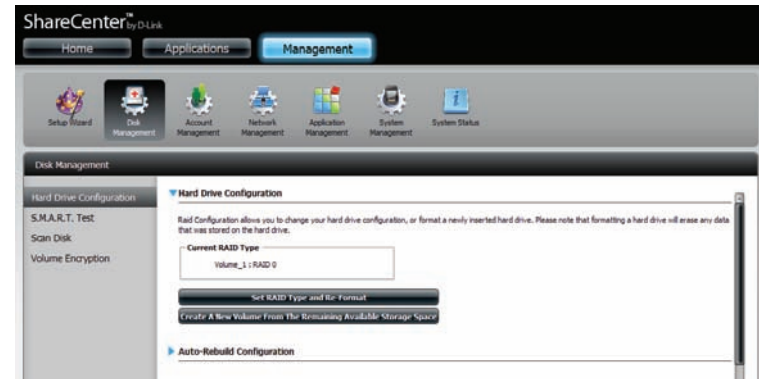 ShareCenter™ by D-Link
Home Applications Management
Setup Wizard Disk Management Account Management Network Management Application Management System Management System Status
Disk Management
Hard Drive Configuration
S.M.A.R.T. Test
Scan Disk
Volume Encryption
Hard Drive Configuration
Raid Configuration allows you to change your hard drive configuration, or format a newly inserted hard drive. Please note that formatting a hard drive will erase any data
that was stored on the hard drive.
Current RAID Type
Volume_1 : RAID 0
Set RAID Type and Re-Format
Create A New Volume From The Remaining Available Storage Space
Auto-Rebuild Configuration